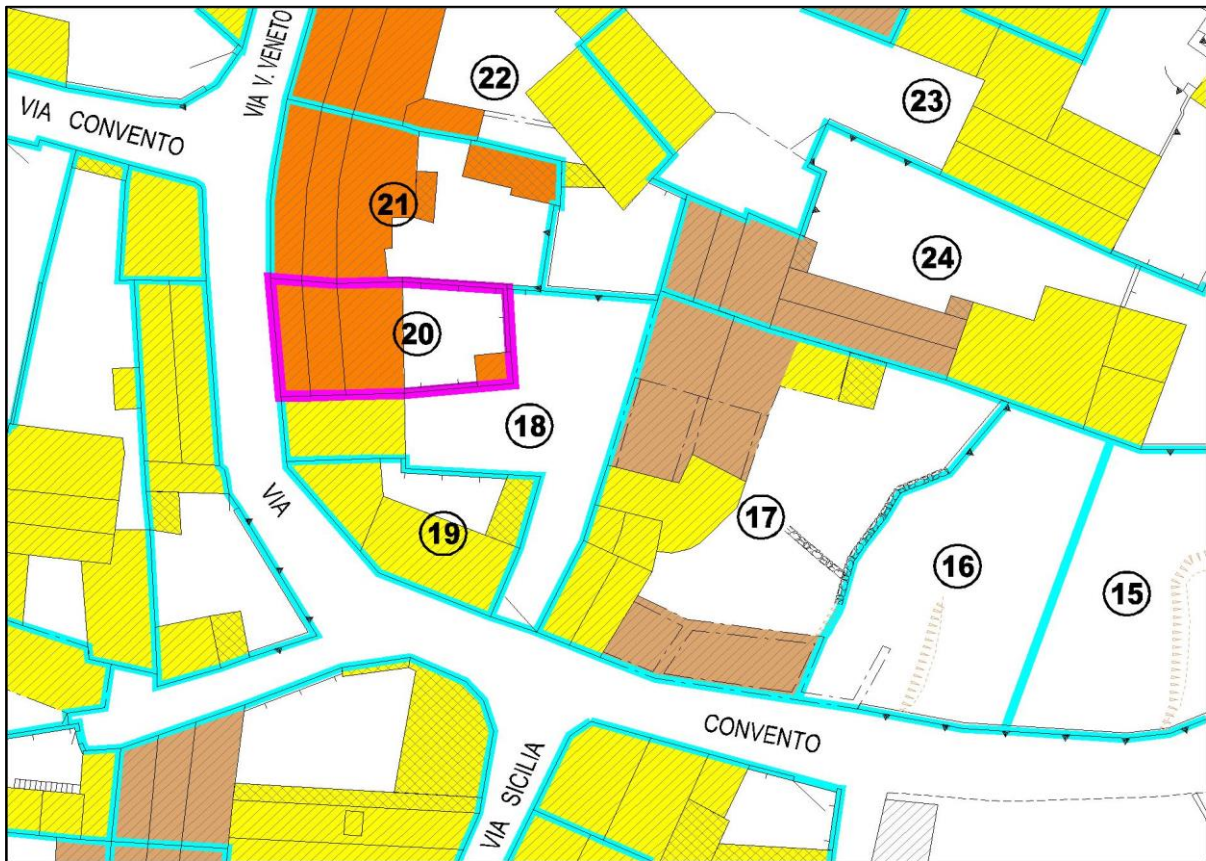 VIA V. VENETO
VIA CONVENTO
22
23
21
24
20
18
VIA
19
17
16
15
CONVENTO
VIA SICILIA